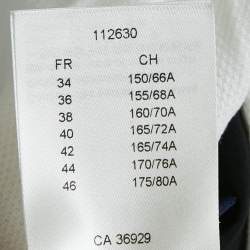 112630
FR CH
34 150/66A
36 155/68A
38 160/70A
40 165/72A
42 165/74A
44 170/76A
46 175/80A
CA 36929